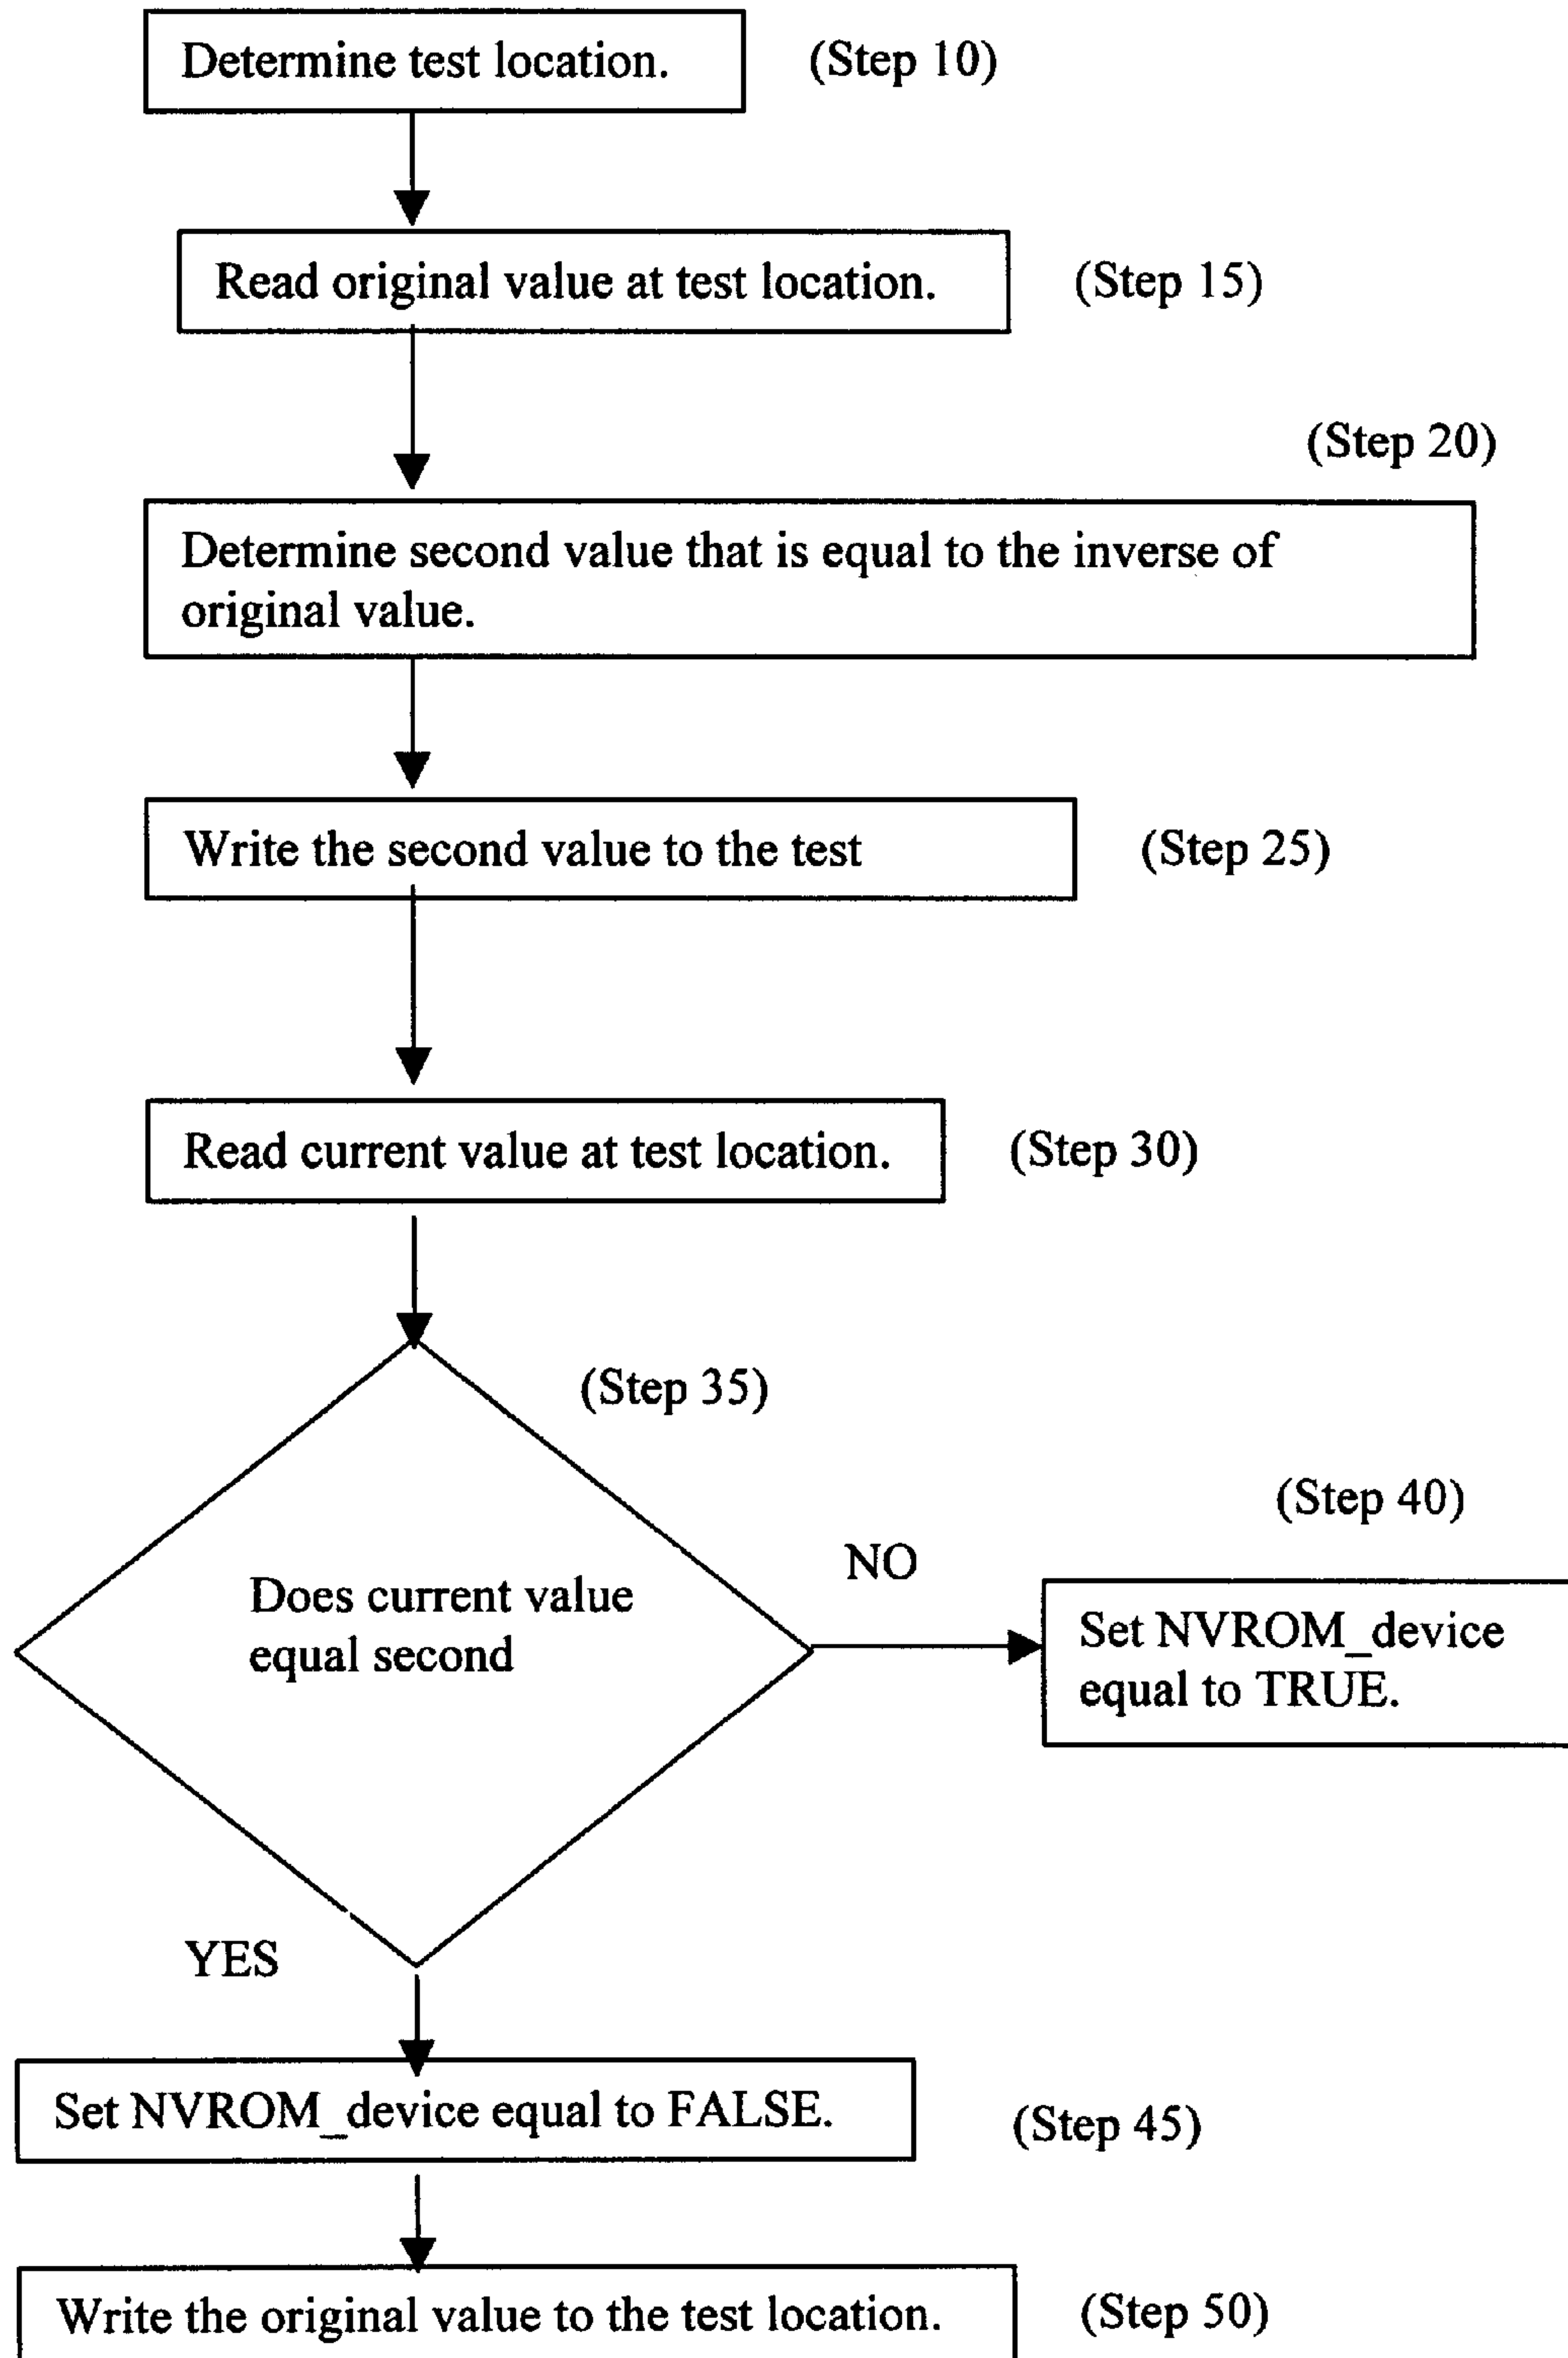 Determine test location.
(Step 10)
Read original value at test location.
(Step 15)
(Step 20)
Determine second value that is equal to the inverse of
original value.
Write the second value to the test
(Step 25)
Read current value at test location.
(Step 30)
(Step 35)
Does current value
equal second
NO
(Step 40)
Set NVROM_device
equal to TRUE.
YES
Set NVROM_device equal to FALSE.
(Step 45)
Write the original value to the test location.
(Step 50)